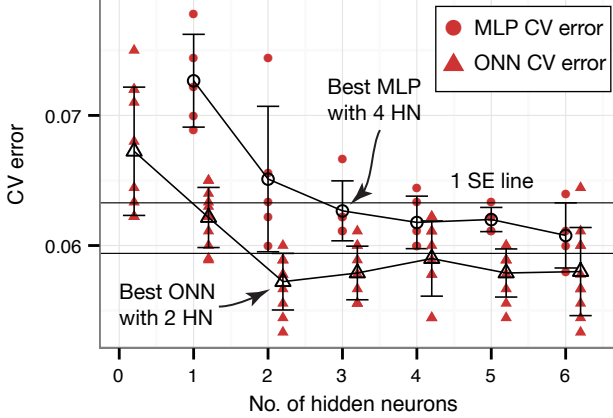 MLP CV error
ONN CV error
Best MLP
with 4 HN
0.07
1 SE line
CV error
0.06
Best ONN
with 2 HN
0 1 2 3 4 5 6
No. of hidden neurons